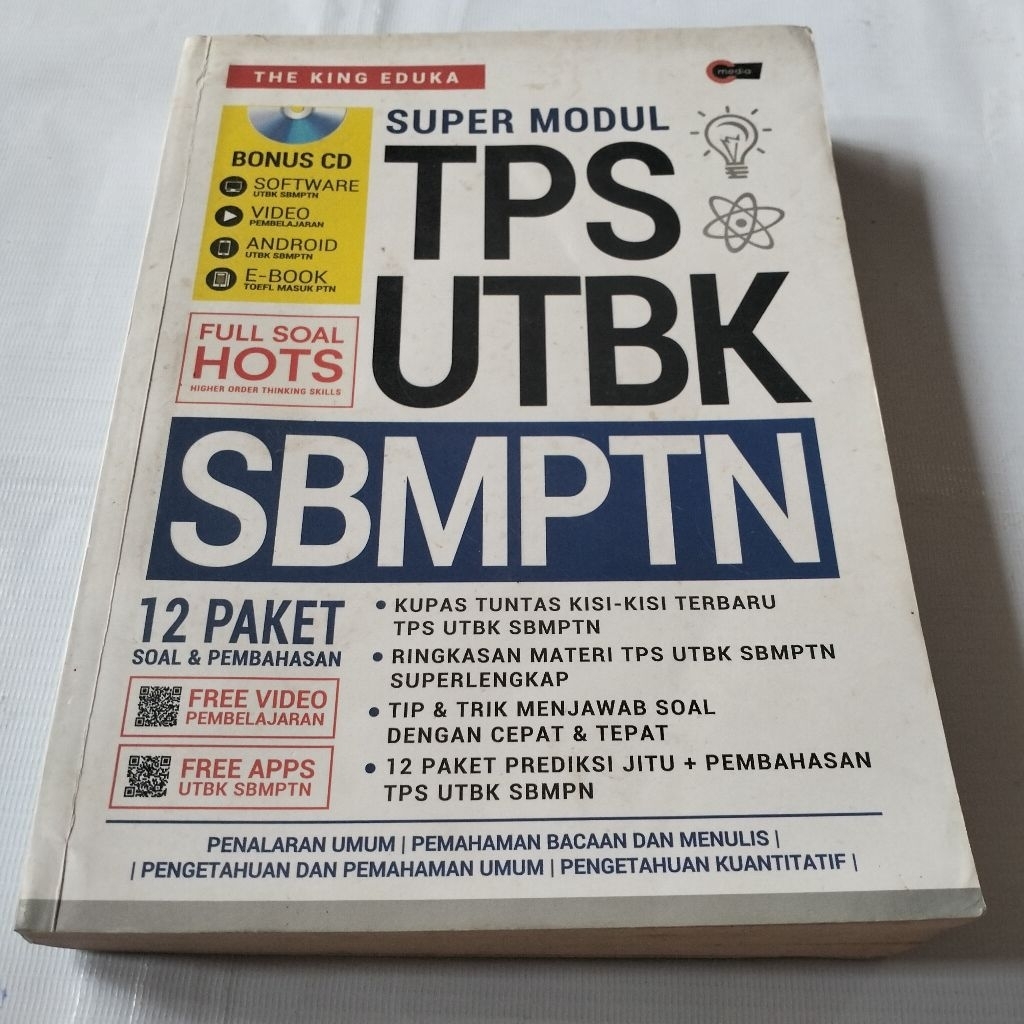 THE KING EDUKA
media
BONUS CD
SOFTWARE
UTBK SBMPTN
VIDEO
PEMBELAJARAN
ANDROID
UTBK SBMPTN
E-BOOK
TOEFL MASUK PTN
FULL SOAL
HOTS
HIGHER ORDER THINKING SKILLS
SUPER MODUL
TPS
UTBK
SBMPTN
12 PAKET
SOAL & PEMBAHASAN
FREE VIDEO
PEMBELAJARAN
FREE APPS
UTBK SBMPTN
• KUPAS TUNTAS KISI-KISI TERBARU
TPS UTBK SBMPTN
• RINGKASAN MATERI TPS UTBK SBMPTN
SUPERLENGKAP
• TIP & TRIK MENJAWAB SOAL
DENGAN CEPAT & TEPAT
• 12 PAKET PREDIKSI JITU + PEMBAHASAN
TPS UTBK SBMPN
PENALARAN UMUM | PEMAHAMAN BACAAN DAN MENULIS |
| PENGETAHUAN DAN PEMAHAMAN UMUM | PENGETAHUAN KUANTITATIF |